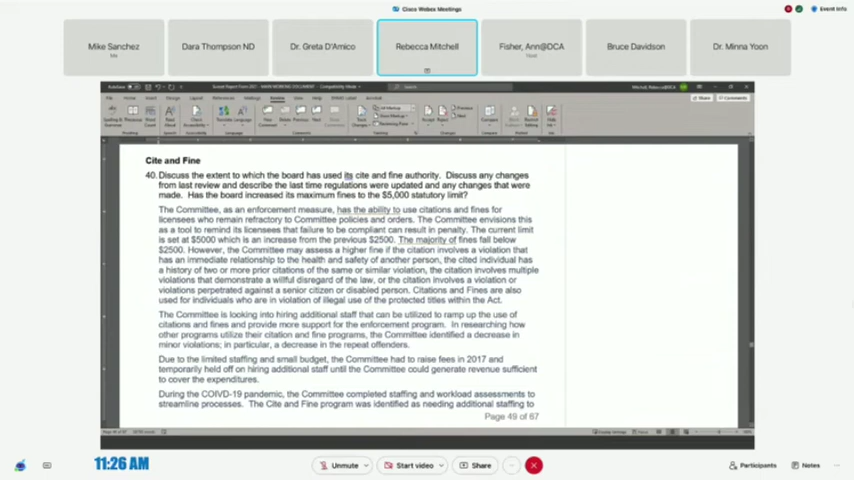 Cisco Webex Meetings
Event Info
Mike Sanchez
Me
Dara Thompson ND
Dr. Greta D'Amico
Rebecca Mitchell
Fisher, Ann@DCA
Host
Bruce Davidson
Dr. Minna Yoon
Search
Share
Comments
Cite and Fine
40. Discuss the extent to which the board has used its cite and fine authority. Discuss any changes
from last review and describe the last time regulations were updated and any changes that were
made. Has the board increased its maximum fines to the $5,000 statutory limit?
The Committee, as an enforcement measure, has the ability to use citations and fines for
licensees who remain refractory to Committee policies and orders. The Committee envisions this
as a tool to remind its licensees that failure to be compliant can result in penalty. The current limit
is set at $5000 which is an increase from the previous $2500. The majority of fines fall below
$2500. However, the Committee may assess a higher fine if the citation involves a violation that
has an immediate relationship to the health and safety of another person, the cited individual has
a history of two or more prior citations of the same or similar violation, the citation involves multiple
violations that demonstrate a willful disregard of the law, or the citation involves a violation or
violations perpetrated against a senior citizen or disabled person. Citations and Fines are also
used for individuals who are in violation of illegal use of the protected titles within the Act.
The Committee is looking into hiring additional staff that can be utilized to ramp up the use of
citations and fines and provide more support for the enforcement program. In researching how
other programs utilize their citation and fine programs, the Committee identified a decrease in
minor violations; in particular, a decrease in the repeat offenders.
Due to the limited staffing and small budget, the Committee had to raise fees in 2017 and
temporarily held off on hiring additional staff until the Committee could generate revenue sufficient
to cover the expenditures.
During the COIVD-19 pandemic, the Committee completed staffing and workload assessments to
streamline processes. The Cite and Fine program was identified as needing additional staffing to
Page 49 of 67
11:26 AM
Unmute
Start video
Share
Participants
Notes